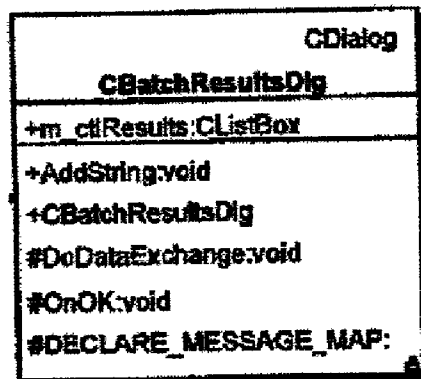 CDialog
CBatchResultsDlg
+m_ctlResults:CListBox
+AddString:void
+CBatchResultsDlg
#DoDataExchange:void
#OnOK:void
#DECLARE_MESSAGE_MAP: